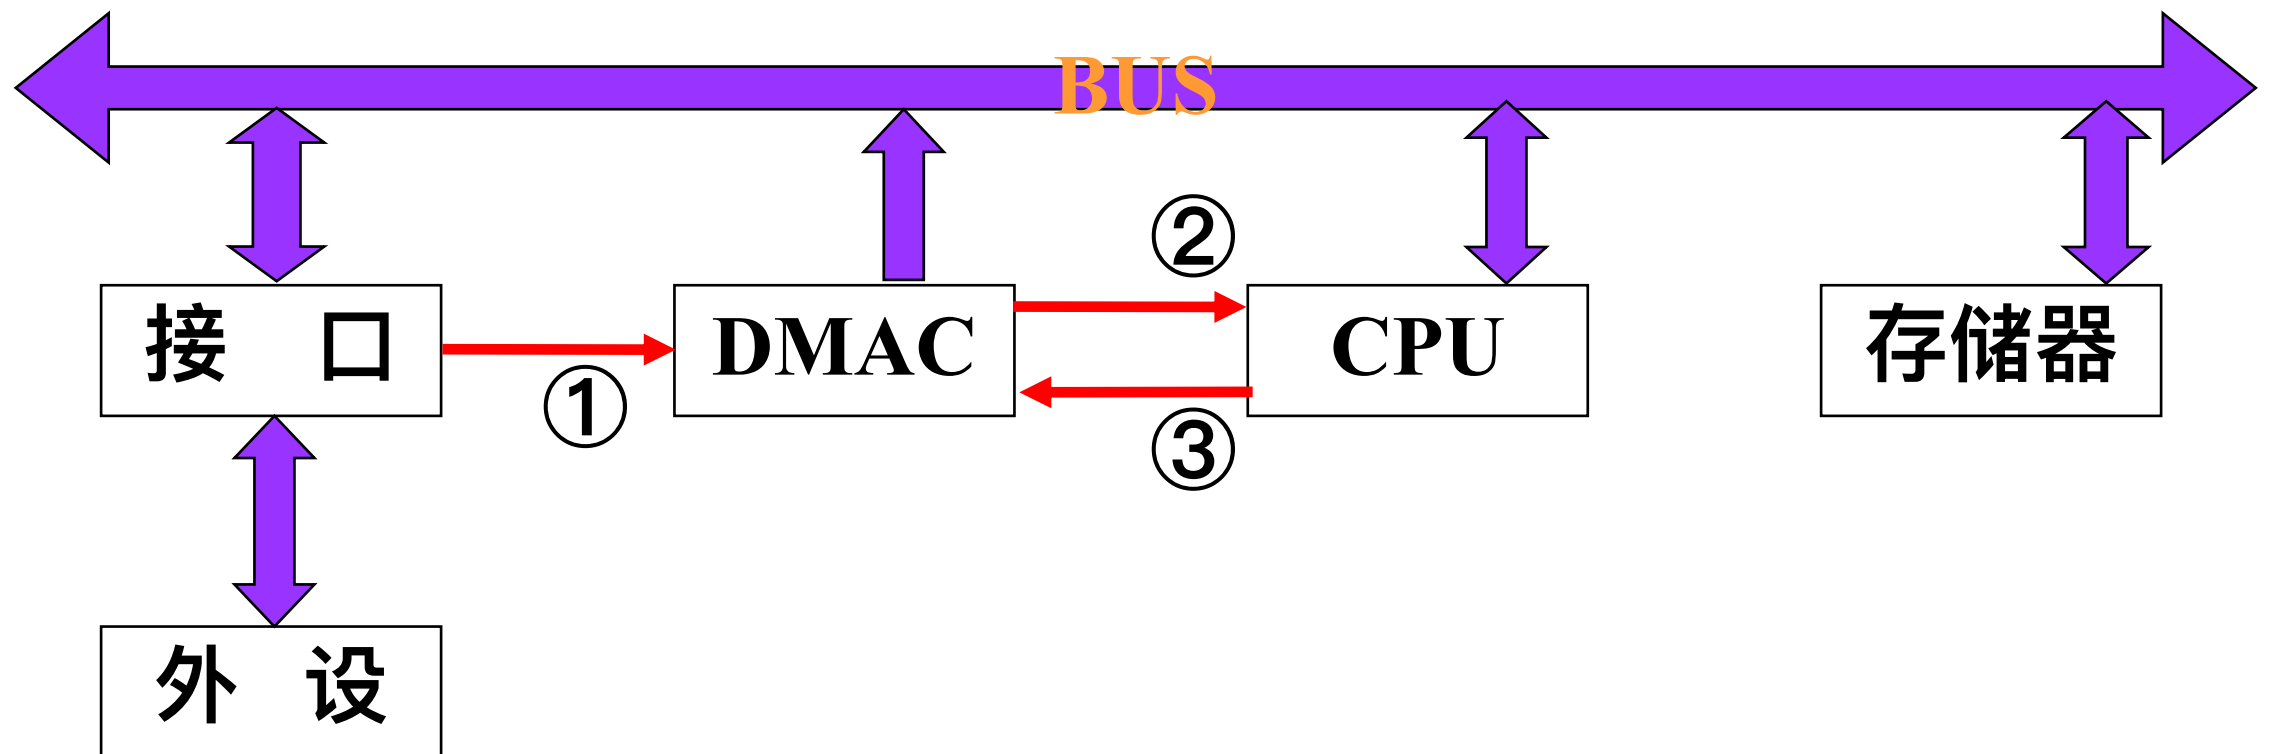 BUS
②
接 口 DMAC CPU 存储器
①
③
外 设